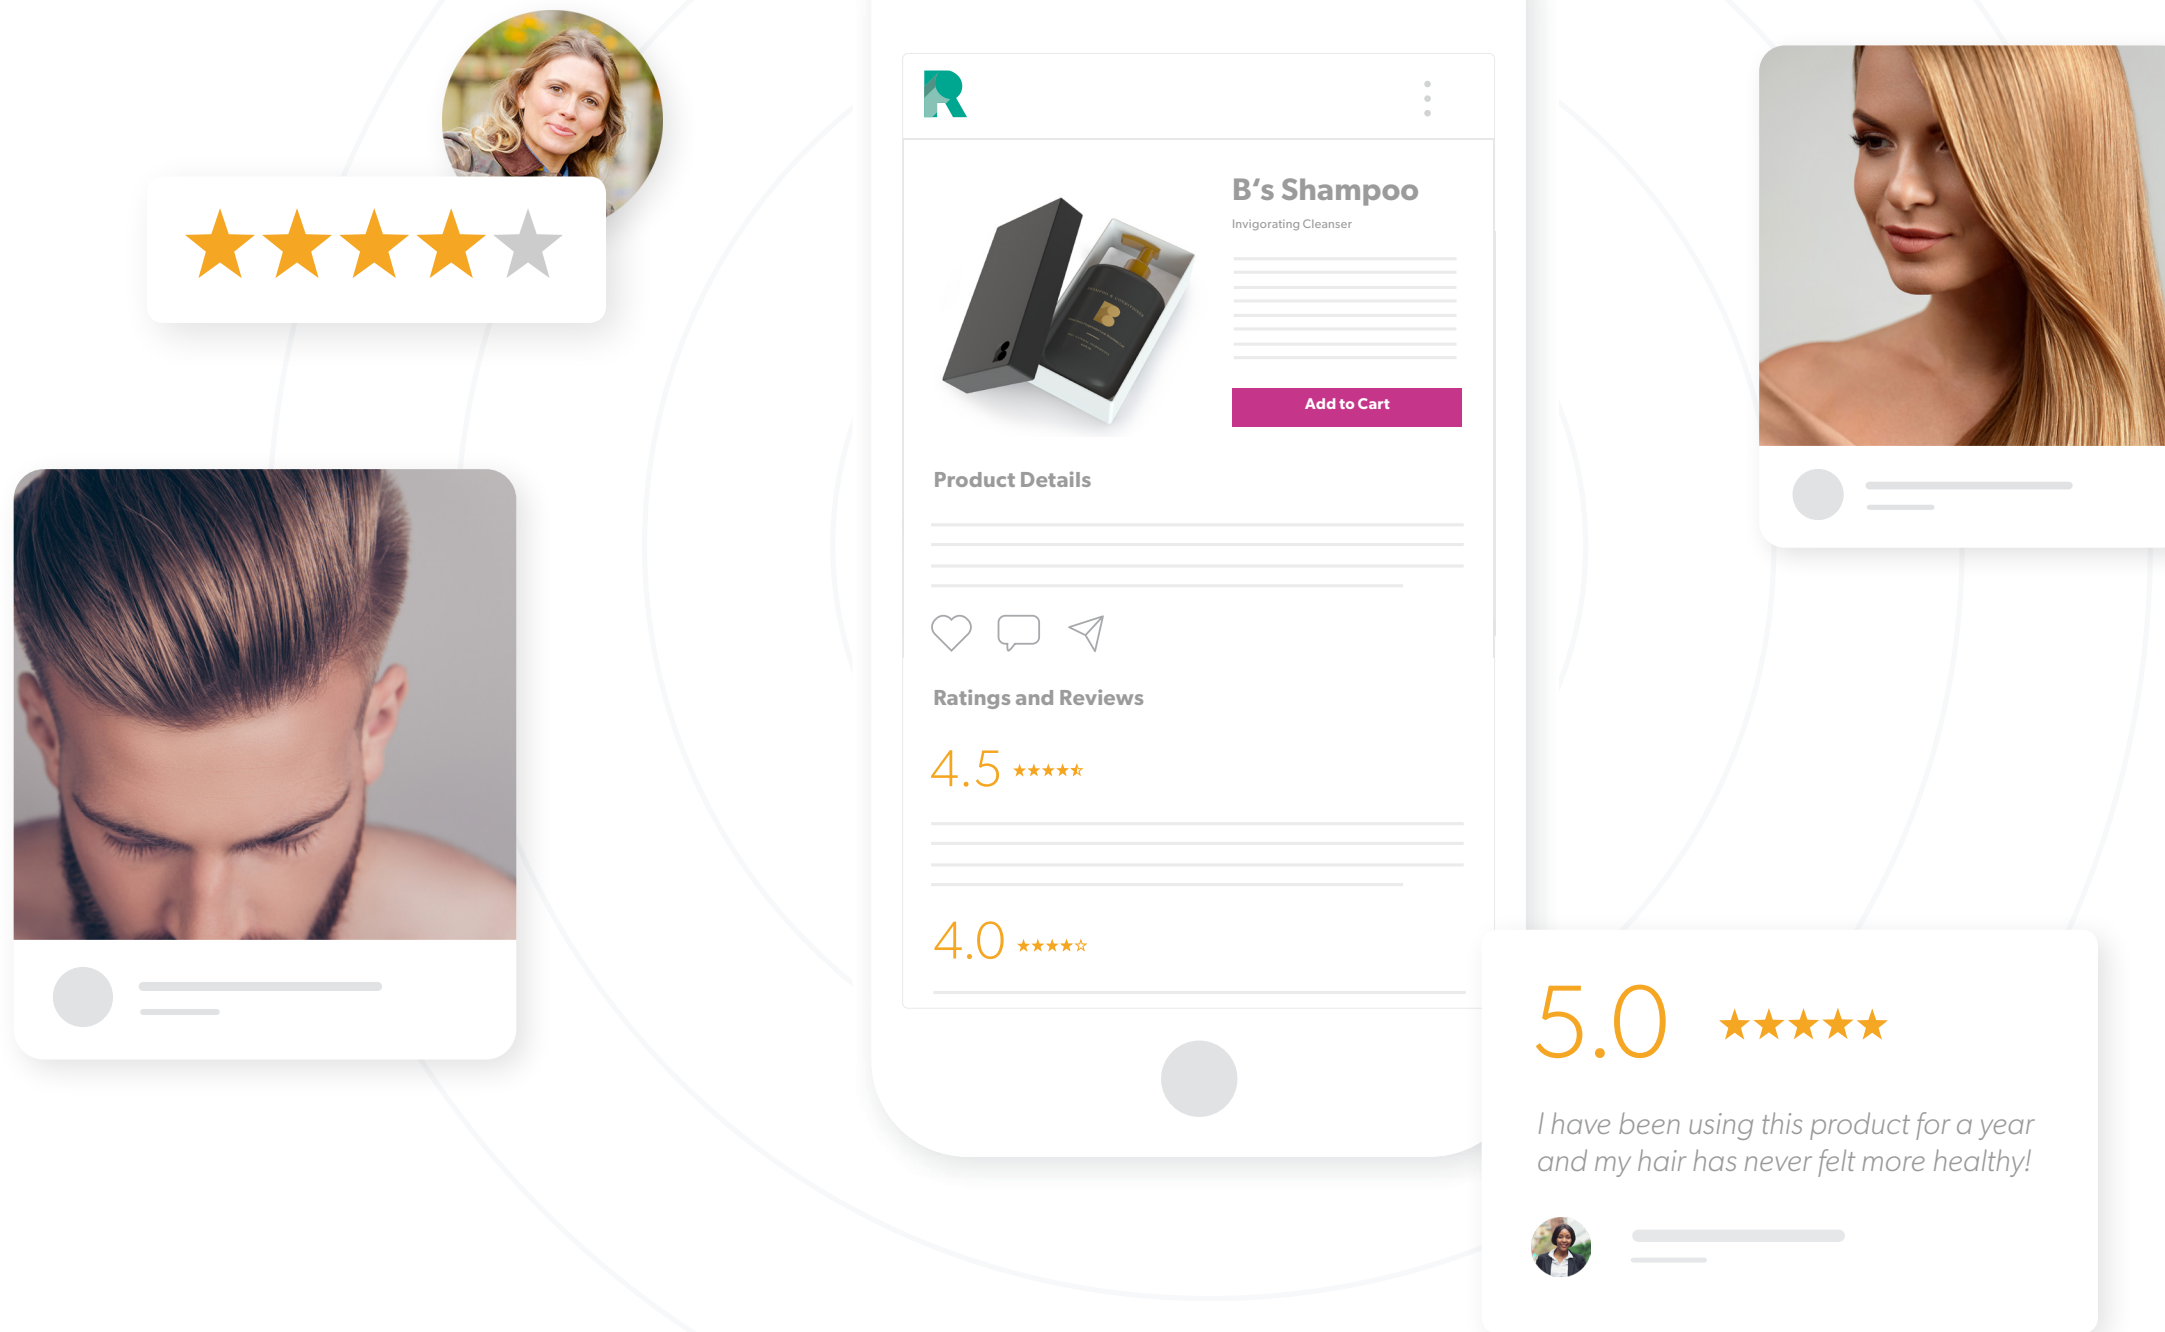 R
B's Shampoo
Invigorating Cleanser
B
Add to Cart
Product Details
Ratings and Reviews
4.5
4.0
5.0
I have been using this product for a year
and my hair has never felt more healthy!